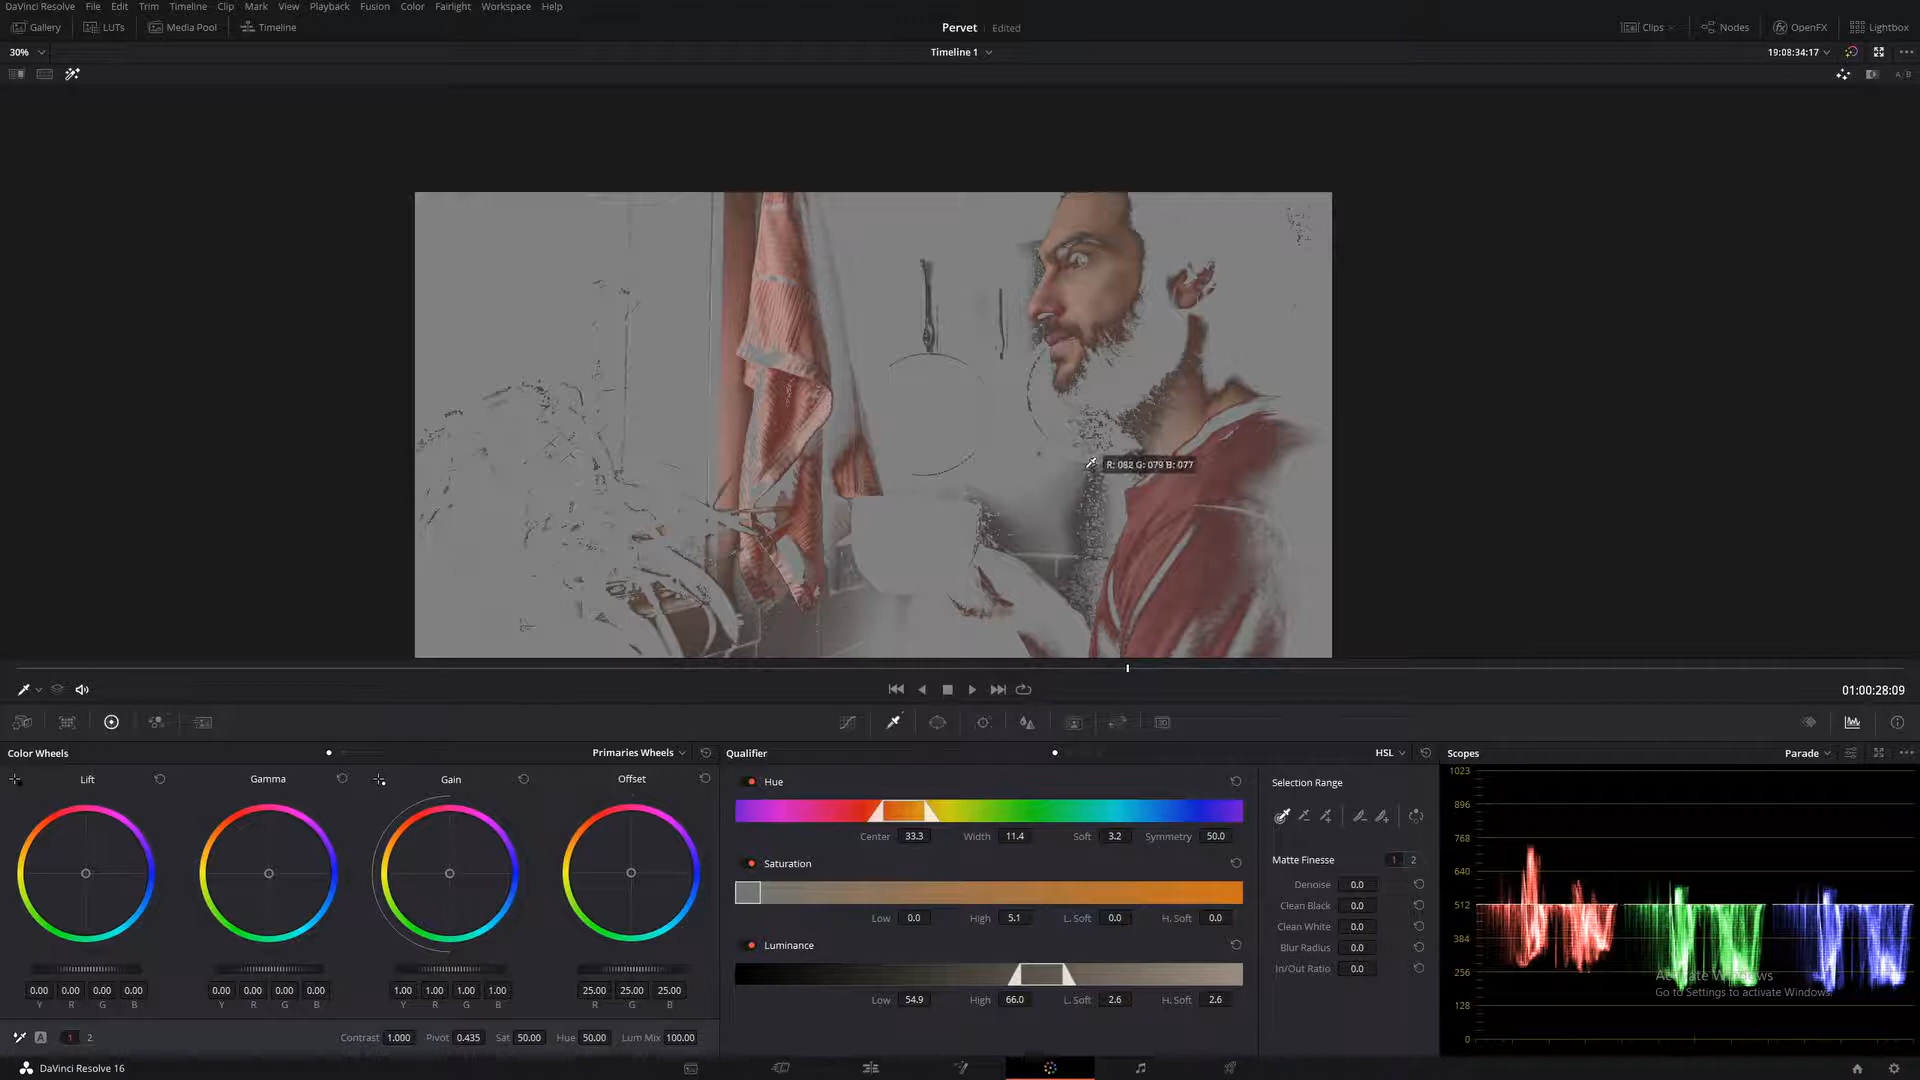 DaVinci Resolve File Edit Trim Timeline Clip Mark View Playback Fusion Color Fairlight Workspace Help
Gallery LUTs Media Pool Timeline Pervet Edited Clips Nodes OpenFX Lightbox
30% Timeline 1 19:08:34:17
A/B
R: 082 G: 079 B: 077
01:00:28:09
Color Wheels Primaries Wheels Qualifier HSL Scopes Parade
Lift Gamma Gain Offset
Hue
Center 33.3 Width 11.4 Soft 3.2 Symmetry 50.0
Saturation
Low 0.0 High 5.1 L. Soft 0.0 H. Soft 0.0
Luminance
Low 54.9 High 66.0 L. Soft 2.6 H. Soft 2.6
Selection Range
Matte Finesse 1 2
Denoise 0.0
Clean Black 0.0
Clean White 0.0
Blur Radius 0.0
In/Out Ratio 0.0
1023
896
768
640
512
384
256
128
0
Activate Windows
Go to Settings to activate Windows.
0.00 0.00 0.00 0.00 0.00 0.00 0.00 0.00 1.00 1.00 1.00 1.00 25.00 25.00 25.00
Y R G B Y R G B Y R G B R G B
A 1 2 Contrast 1.000 Pivot 0.435 Sat 50.00 Hue 50.00 Lum Mix 100.00
DaVinci Resolve 16